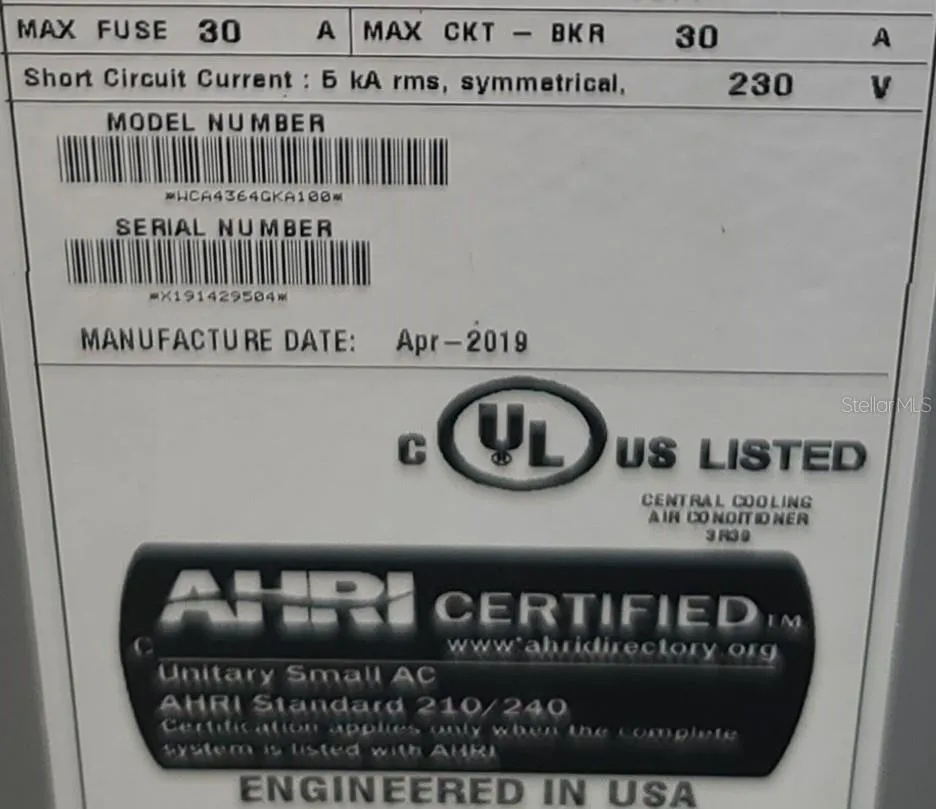 MAX FUSE 30 A MAX CKT - BKR 30 A
Short Circuit Current : 5 kA rms, symmetrical, 230 V
MODEL NUMBER
*WCA4364GKA100*
SERIAL NUMBER
*X191429504*
MANUFACTURE DATE: Apr-2019
StellarMLS
C UL ® US LISTED
CENTRAL COOLING
AIR CONDITIONER
3R39
AHRI CERTIFIED™
www.ahridirectory.org
C
Unitary Small AC
AHRI Standard 210/240
Certification applies only when the complete
system is listed with AHRI
ENGINEERED IN USA